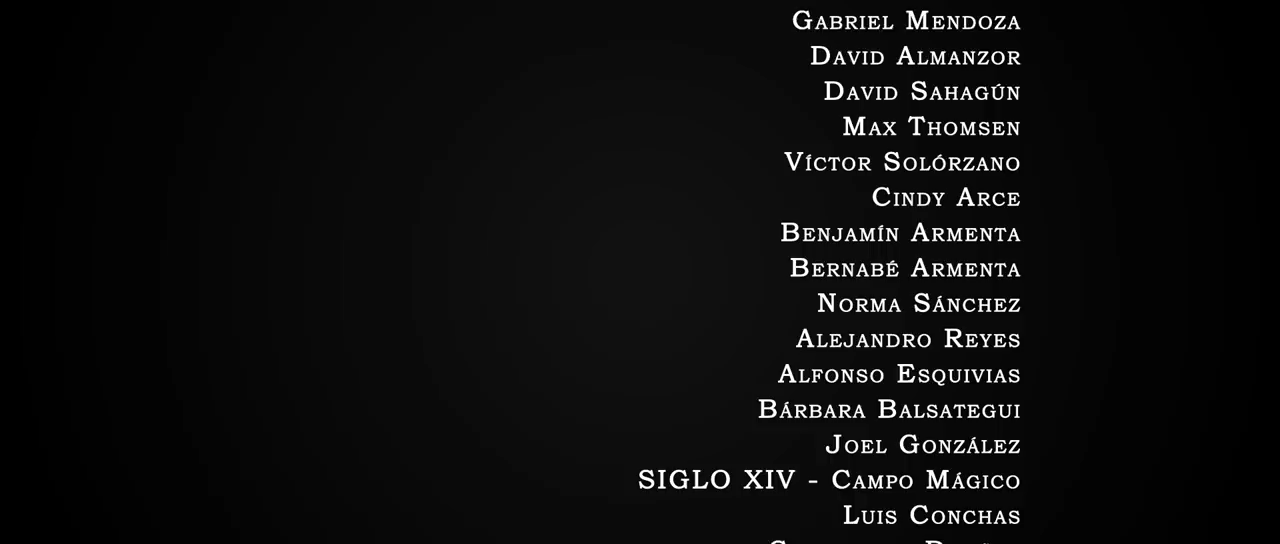 Gabriel Mendoza
David Almanzor
David Sahagún
Max Thomsen
Víctor Solórzano
Cindy Arce
Benjamín Armenta
Bernabé Armenta
Norma Sánchez
Alejandro Reyes
Alfonso Esquivias
Bárbara Balsategui
Joel González
SIGLO XIV - Campo Mágico
Luis Conchas